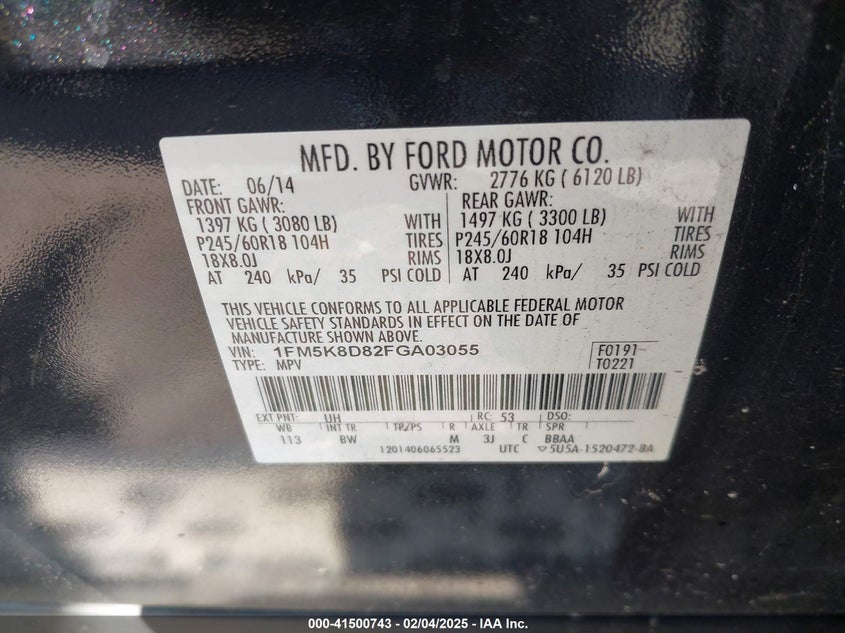 MFD. BY FORD MOTOR CO.
DATE: 06/14 GVWR: 2776 KG ( 6120 LB)
FRONT GAWR: REAR GAWR:
1397 KG ( 3080 LB) WITH 1497 KG ( 3300 LB) WITH
P245/60R18 104H TIRES P245/60R18 104H TIRES
18X8.0J RIMS 18X8.0J RIMS
AT 240 kPa/ 35 PSI COLD AT 240 kPa/ 35 PSI COLD
THIS VEHICLE CONFORMS TO ALL APPLICABLE FEDERAL MOTOR
VEHICLE SAFETY STANDARDS IN EFFECT ON THE DATE OF
MANUFACTURE SHOWN ABOVE.
VIN: 1FM5K8D82FGA03055 F0191
TYPE: MPV T0221
EXT PNT: UH RC: 53 DSO:
WB INT TR TP/PS R AXLE TR SPR
113 BW M 3J C BBAA
1201406065523 UTC ▽5U5A-1520472-BA
000-41500743 — 02/04/2025 — IAA Inc.